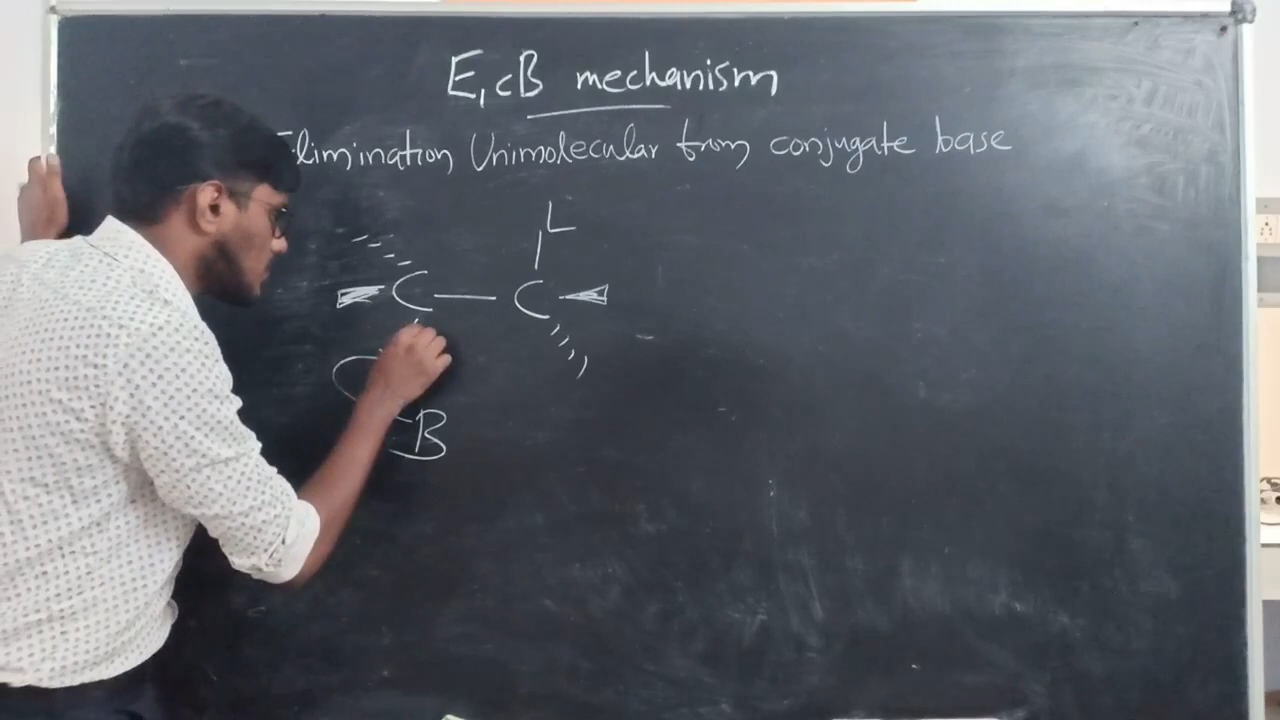 E1cB mechanism
Elimination Unimolecular from conjugate base
L
C — C
B